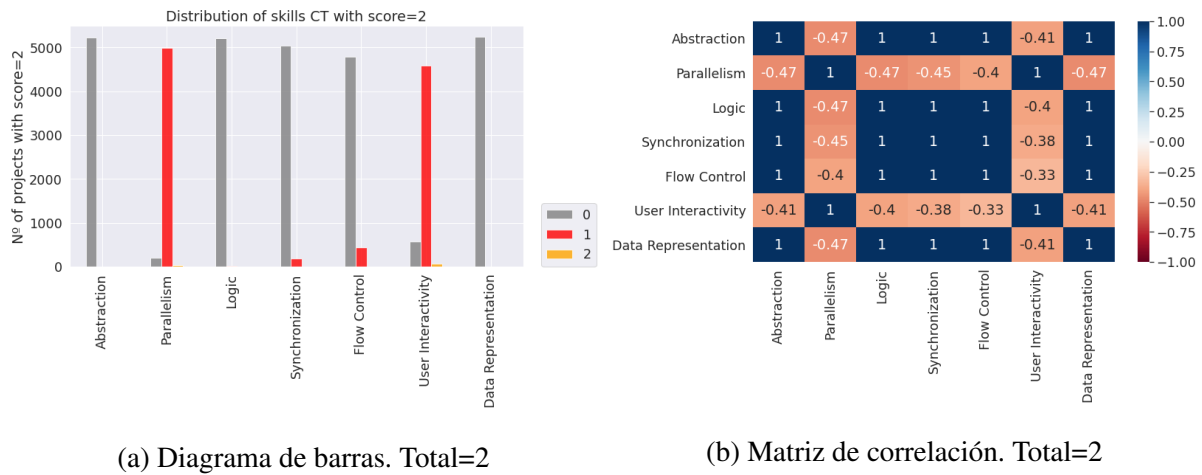 Distribution of skills CT with score=2
Nº of projects with score=2
5000
4000
3000
2000
1000
0
Abstraction
Parallelism
Logic
Synchronization
Flow Control
User Interactivity
Data Representation
0
1
2
(a) Diagrama de barras. Total=2
Abstraction 1 -0.47 1 1 1 -0.41 1
Parallelism -0.47 1 -0.47 -0.45 -0.4 1 -0.47
Logic 1 -0.47 1 1 1 -0.4 1
Synchronization 1 -0.45 1 1 1 -0.38 1
Flow Control 1 -0.4 1 1 1 -0.33 1
User Interactivity -0.41 1 -0.4 -0.38 -0.33 1 -0.41
Data Representation 1 -0.47 1 1 1 -0.41 1
Abstraction
Parallelism
Logic
Synchronization
Flow Control
User Interactivity
Data Representation
1.00
0.75
0.50
0.25
0.00
−0.25
−0.50
−0.75
−1.00
(b) Matriz de correlación. Total=2